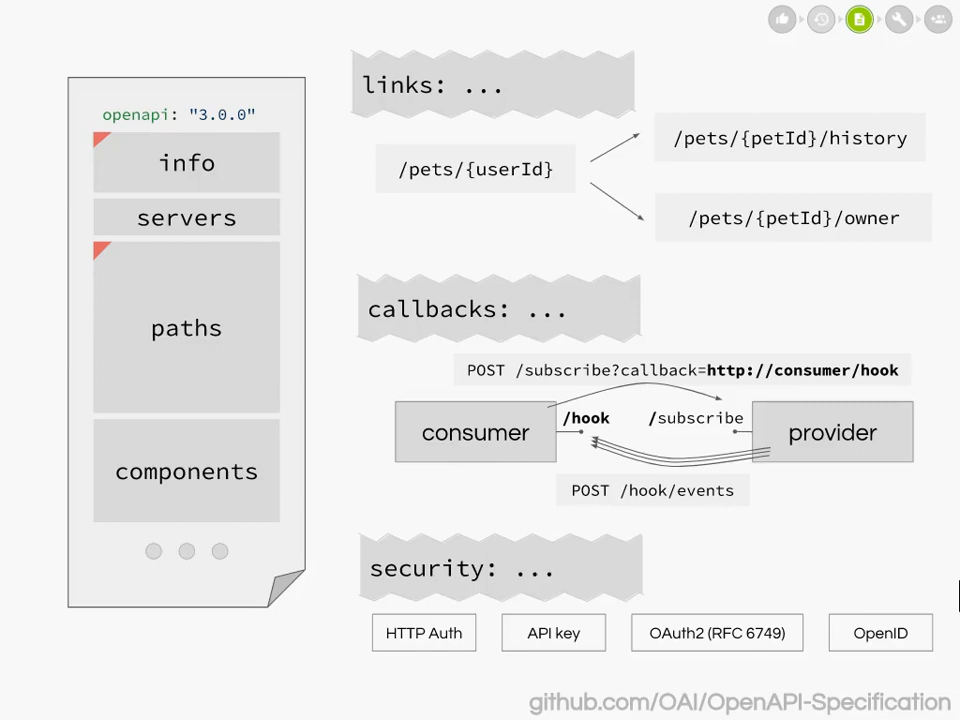 openapi: "3.0.0"
info
servers
paths
components
links: ...
/pets/{userId}
/pets/{petId}/history
/pets/{petId}/owner
callbacks: ...
POST /subscribe?callback=http://consumer/hook
consumer
/hook
/subscribe
provider
POST /hook/events
security: ...
HTTP Auth
API key
OAuth2 (RFC 6749)
OpenID
github.com/OAI/OpenAPI-Specification